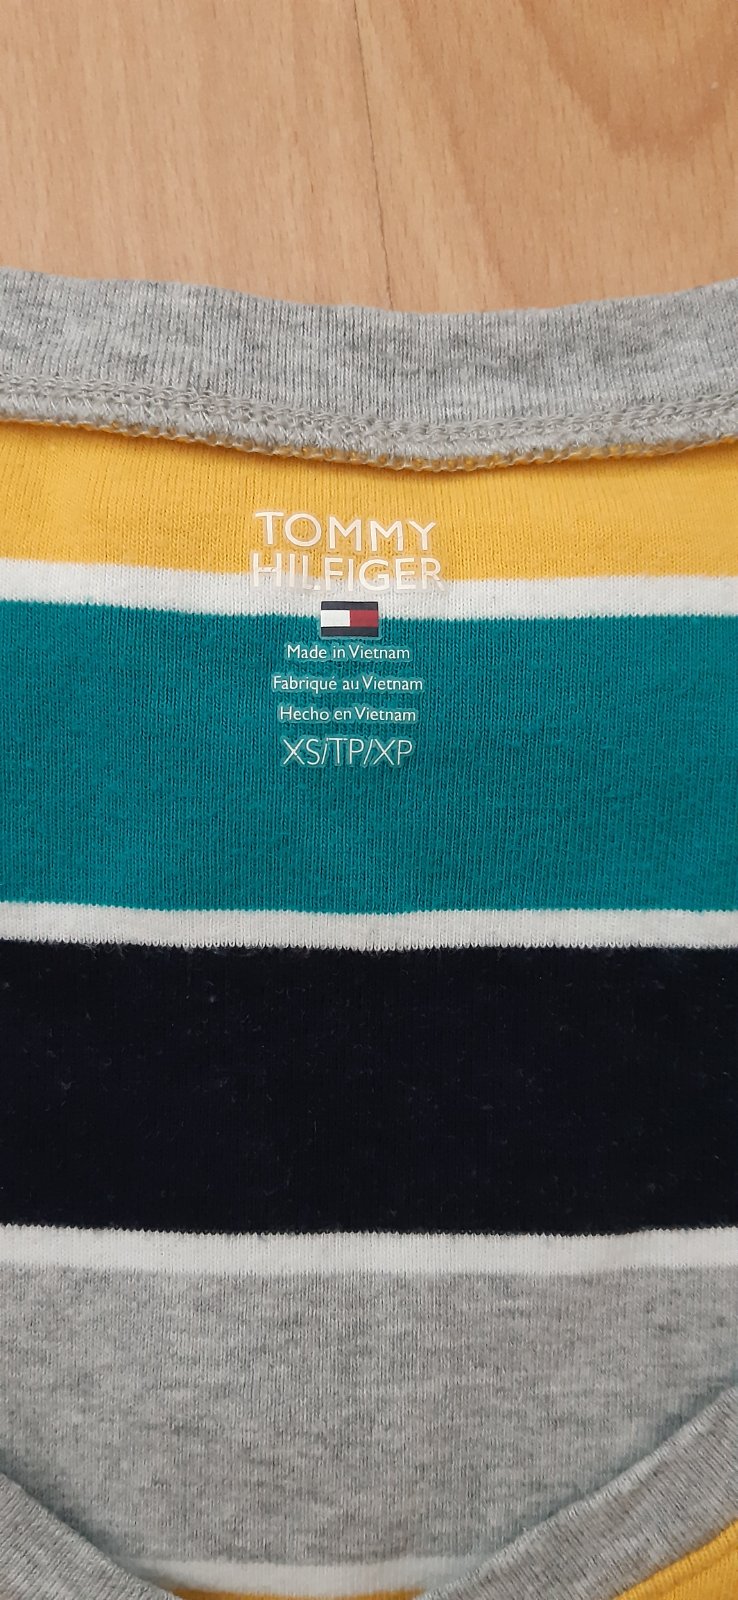 TOMMY
HILFIGER
Made in Vietnam
Fabriqué au Vietnam
Hecho en Vietnam
XS/TP/XP